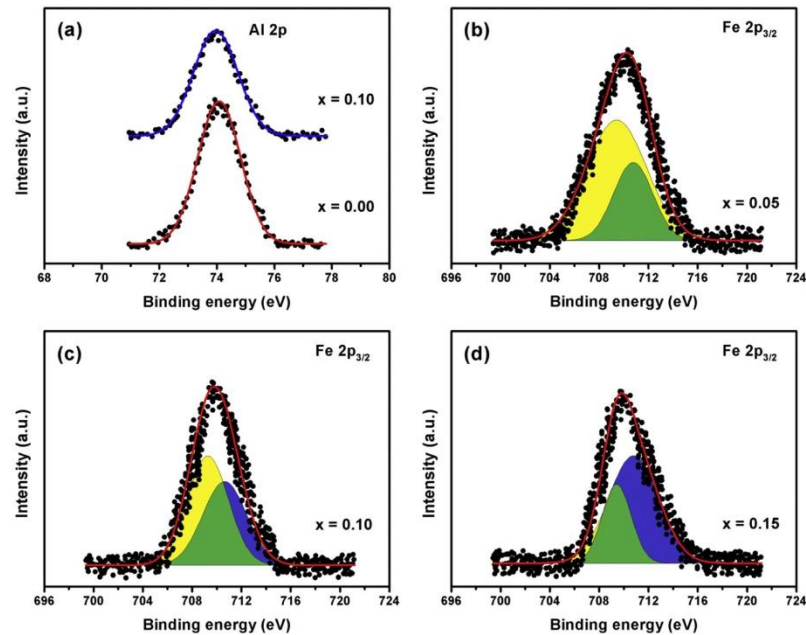 (a) Al 2p
x = 0.10
x = 0.00
Intensity (a.u.)
68 70 72 74 76 78 80
Binding energy (eV)
(b) Fe 2p3/2
x = 0.05
Intensity (a.u.)
696 700 704 708 712 716 720 724
Binding energy (eV)
(c) Fe 2p3/2
x = 0.10
Intensity (a.u.)
696 700 704 708 712 716 720 724
Binding energy (eV)
(d) Fe 2p3/2
x = 0.15
Intensity (a.u.)
696 700 704 708 712 716 720 724
Binding energy (eV)